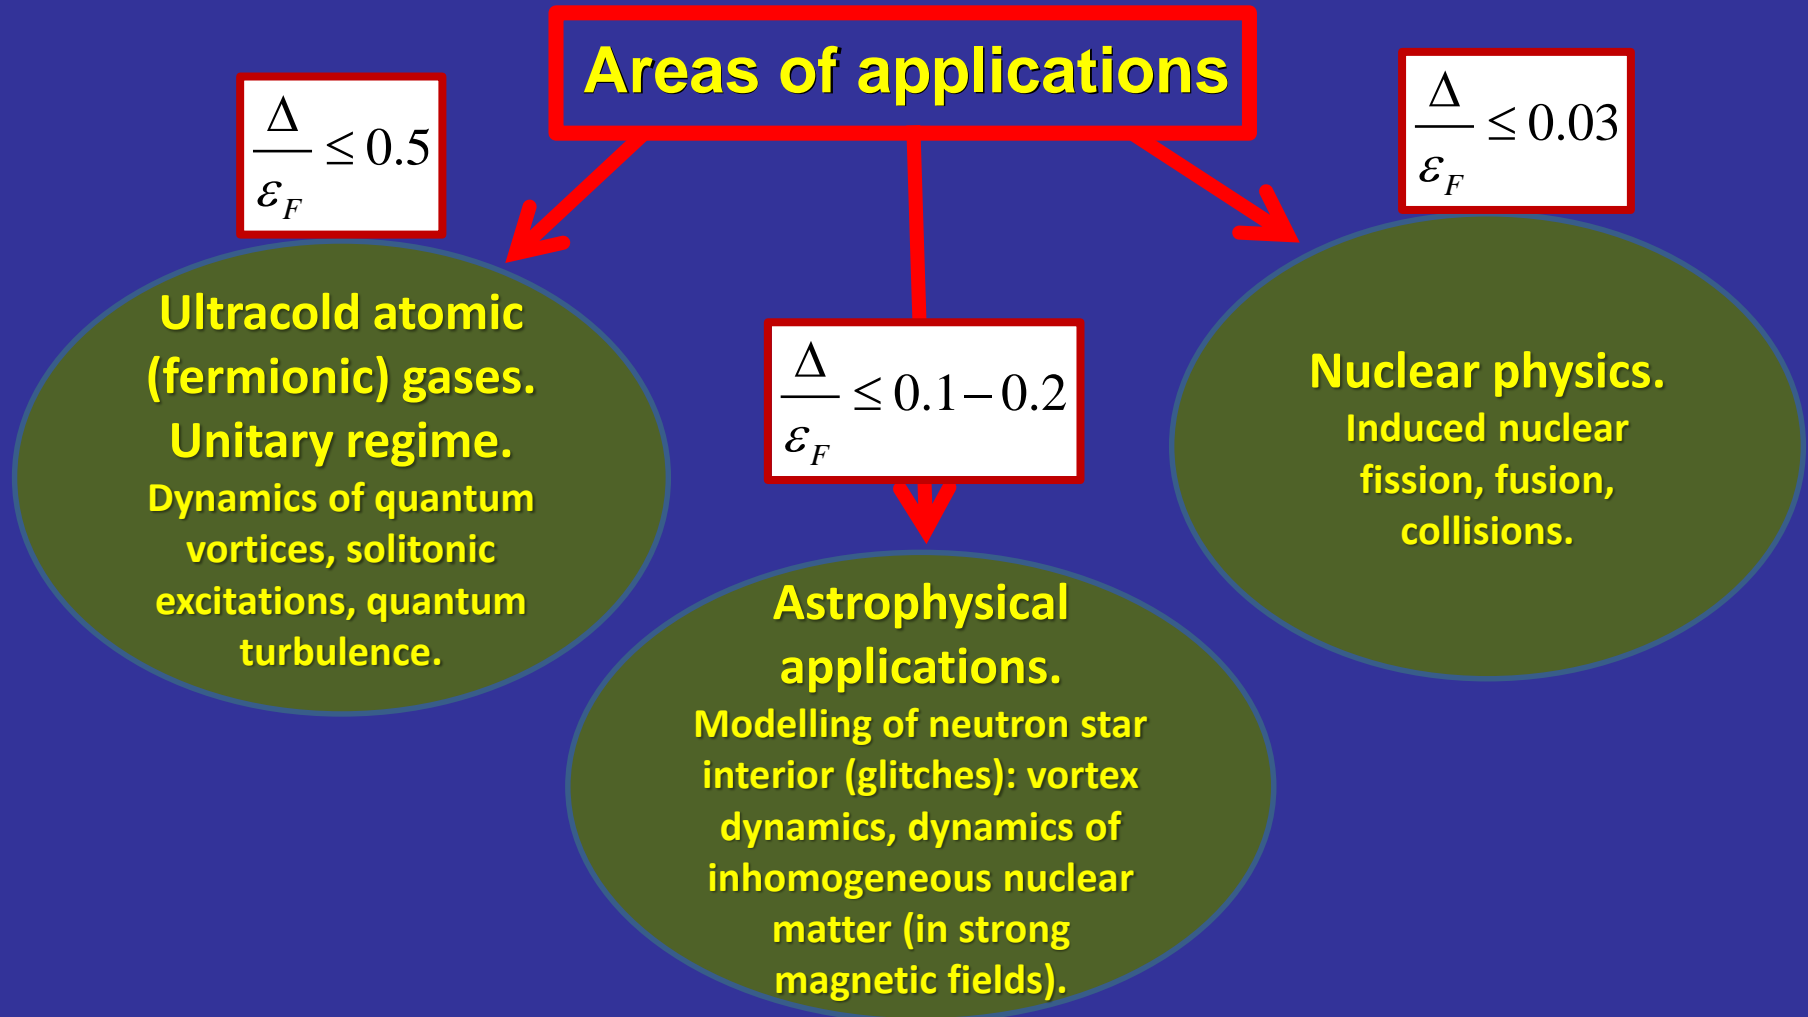 Areas of applications
Δ/ε_F ≤ 0.5
Ultracold atomic
(fermionic) gases.
Unitary regime.
Dynamics of quantum
vortices, solitonic
excitations, quantum
turbulence.
Δ/ε_F ≤ 0.1–0.2
Astrophysical
applications.
Modelling of neutron star
interior (glitches): vortex
dynamics, dynamics of
inhomogeneous nuclear
matter (in strong
magnetic fields).
Δ/ε_F ≤ 0.03
Nuclear physics.
Induced nuclear
fission, fusion,
collisions.